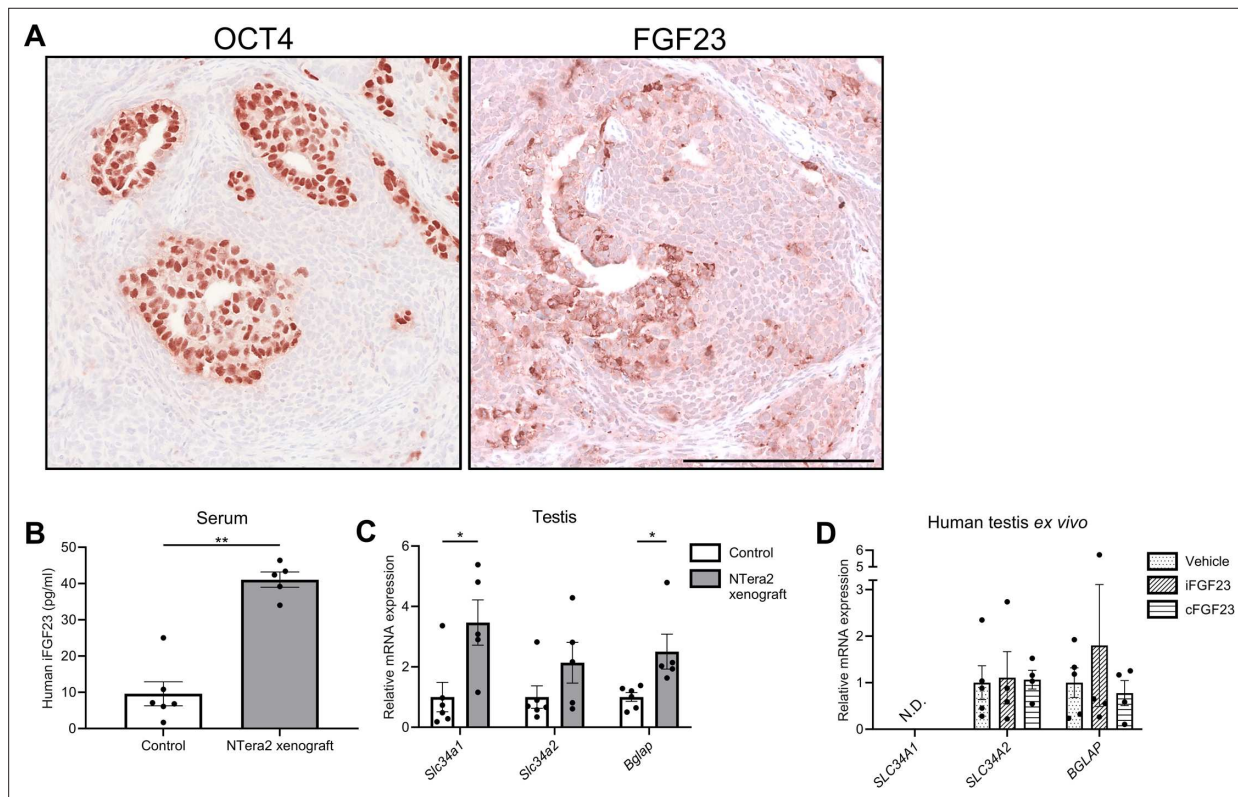 A
OCT4
FGF23
B
Serum
Human iFGF23 (pg/ml)
50
40
30
20
10
0
**
Control
NTera2 xenograft
C
Testis
Relative mRNA expression
6
4
2
0
*
*
Slc34a1
Slc34a2
Bglap
Control
NTera2
xenograft
D
Human testis ex vivo
Relative mRNA expression
6
5
3
2
1
0
N.D.
SLC34A1
SLC34A2
BGLAP
Vehicle
iFGF23
cFGF23